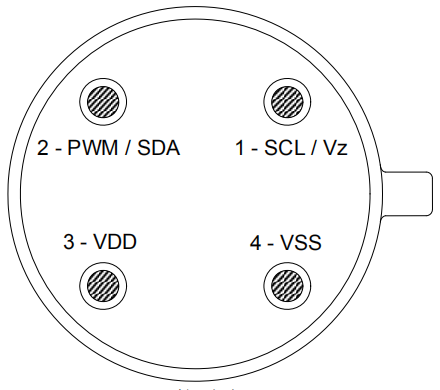 2 - PWM / SDA
1 - SCL / Vz
3 - VDD
4 - VSS